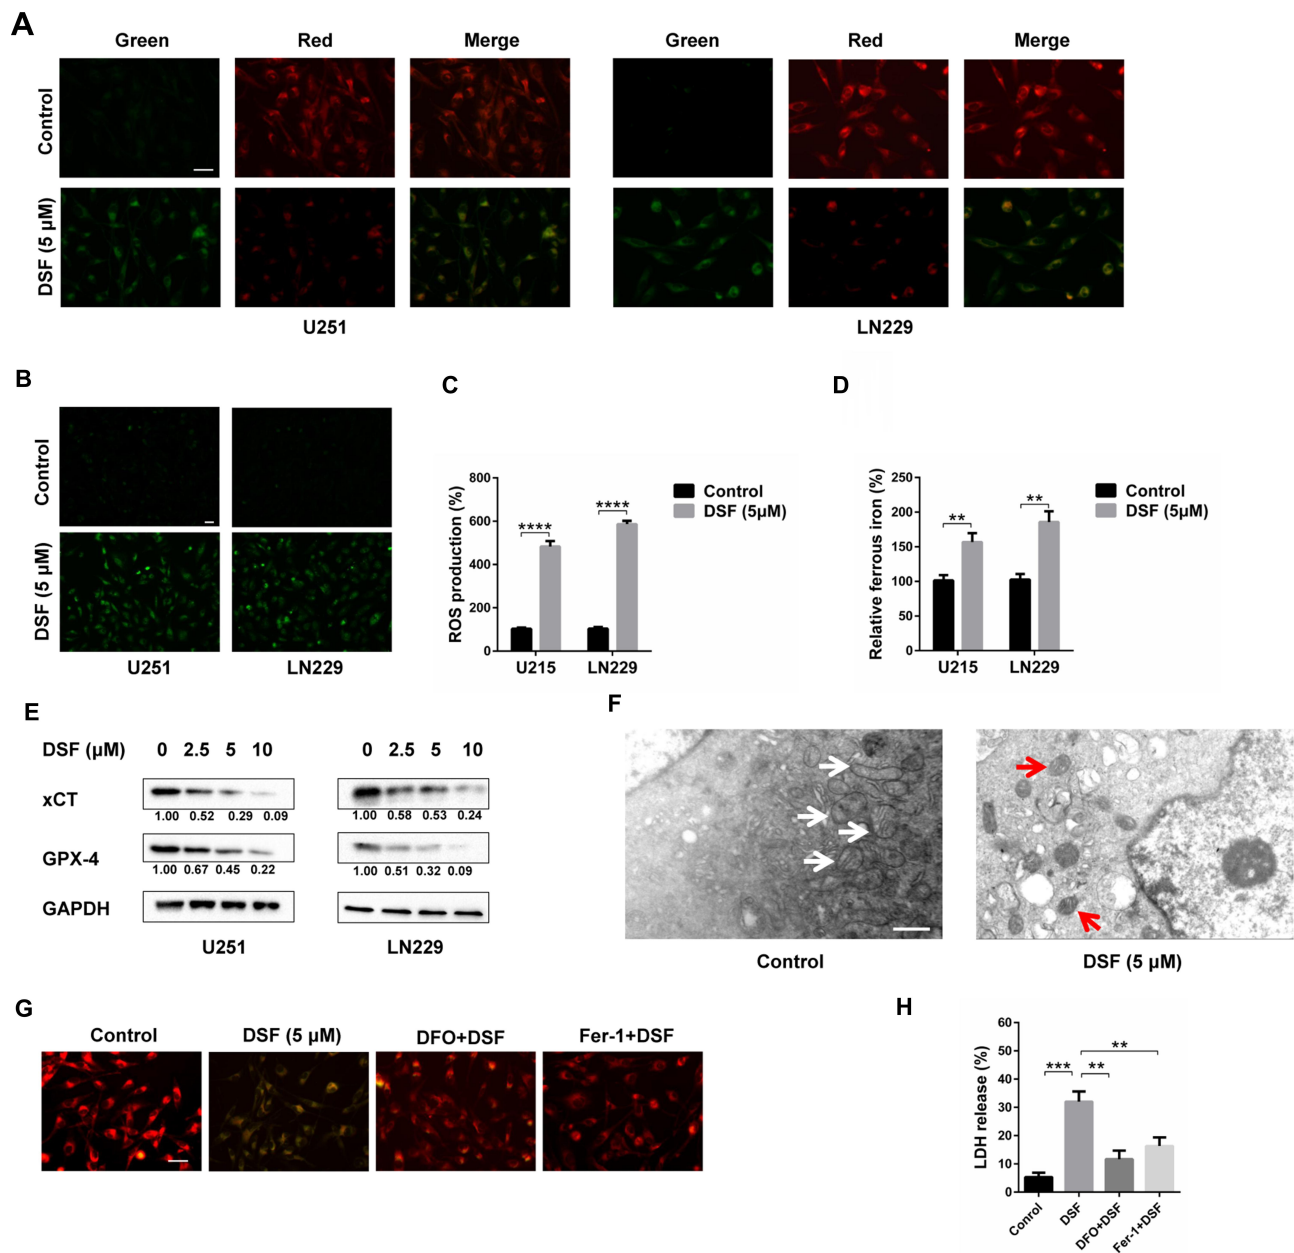 A
Green Red Merge Green Red Merge
Control
DSF (5 µM)
U251 LN229
B
Control
DSF (5 µM)
U251 LN229
C
800
600
400
200
0
ROS production (%)
**** ****
Control
DSF (5µM)
U215 LN229
D
250
200
150
100
50
0
Relative ferrous iron (%)
** **
Control
DSF (5µM)
U215 LN229
E
DSF (µM) 0 2.5 5 10 0 2.5 5 10
xCT
1.00 0.52 0.29 0.09 1.00 0.58 0.53 0.24
GPX-4
1.00 0.67 0.45 0.22 1.00 0.51 0.32 0.09
GAPDH
U251 LN229
F
Control DSF (5 µM)
G
Control DSF (5 µM) DFO+DSF Fer-1+DSF
H
60
50
40
30
20
10
0
LDH release (%)
**
*** **
Conrol DSF DFO+DSF Fer-1+DSF